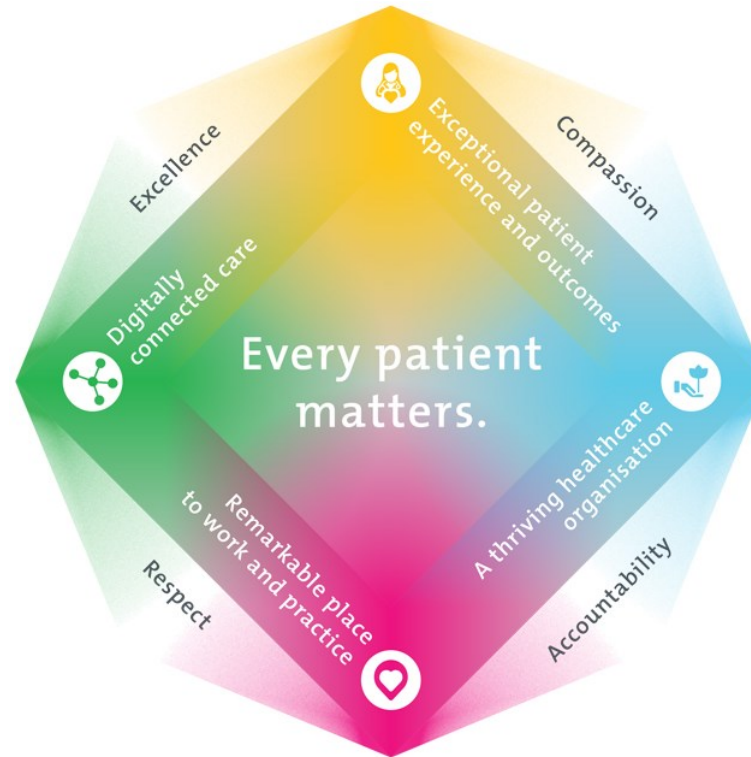 Excellence
Compassion
Exceptional patient
experience and outcomes
Digitally
connected care
Every patient
matters.
A thriving healthcare
organisation
Remarkable place
to work and practice
Respect
Accountability